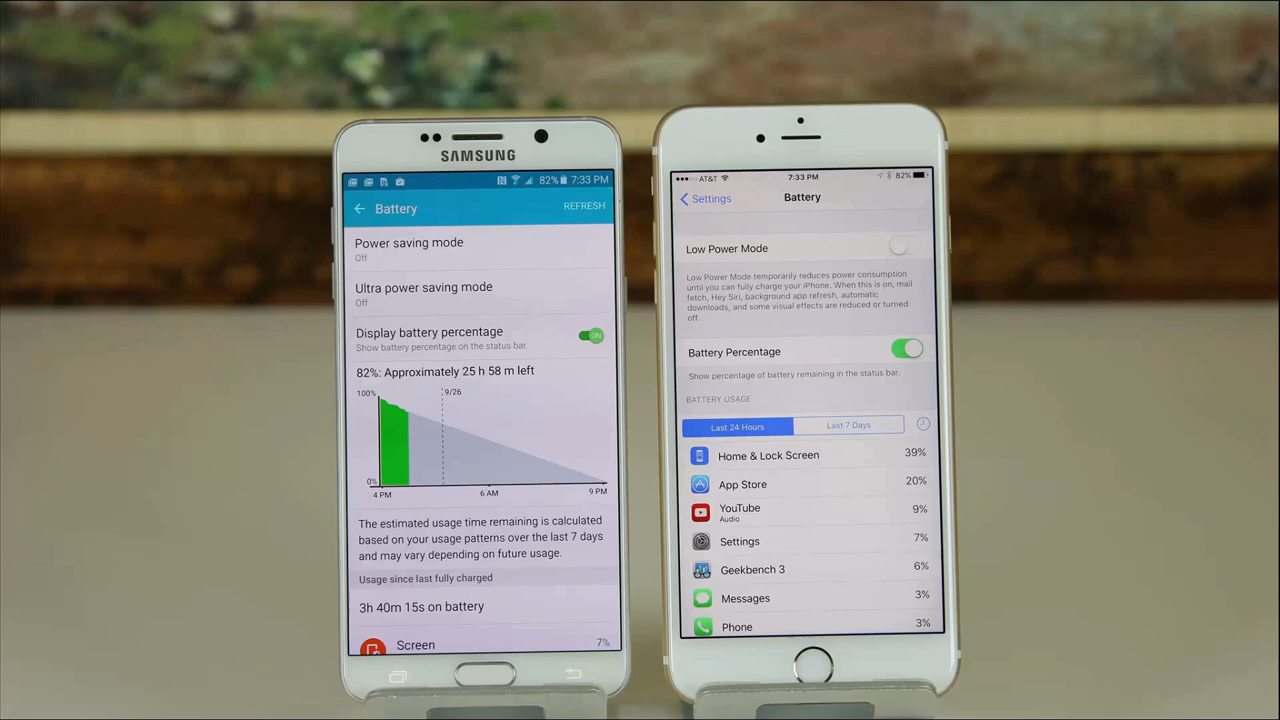 SAMSUNG
82% 7:33 PM
Battery
REFRESH
Power saving mode
Off
Ultra power saving mode
Off
Display battery percentage
Show battery percentage on the status bar.
ON
82%: Approximately 25 h 58 m left
100%
9/26
0%
4 PM
6 AM
9 PM
The estimated usage time remaining is calculated
based on your usage patterns over the last 7 days
and may vary depending on future usage.
Usage since last fully charged
3h 40m 15s on battery
Screen
7%
AT&T
7:33 PM
82%
Settings
Battery
Low Power Mode
Low Power Mode temporarily reduces power consumption
until you can fully charge your iPhone. When this is on, mail
fetch, Hey Siri, background app refresh, automatic
downloads, and some visual effects are reduced or turned
off.
Battery Percentage
Show percentage of battery remaining in the status bar.
BATTERY USAGE
Last 24 Hours
Last 7 Days
Home & Lock Screen
39%
App Store
20%
YouTube
Audio
9%
Settings
7%
Geekbench 3
6%
Messages
3%
Phone
3%